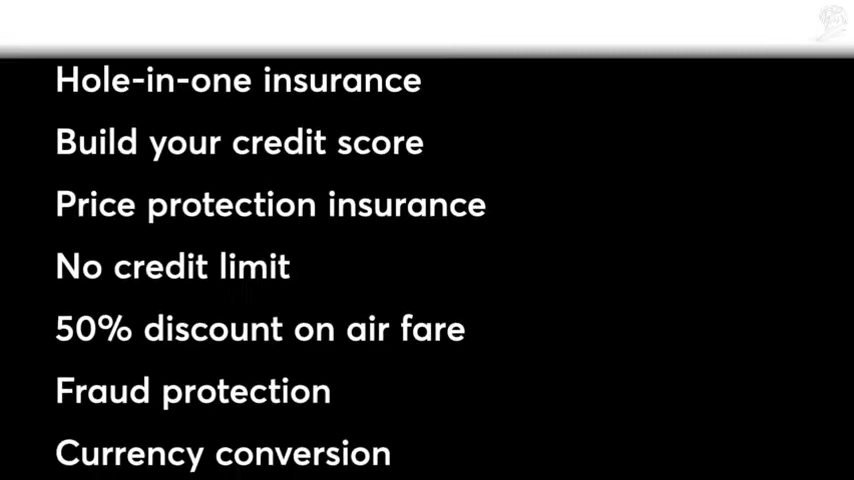 Hole-in-one insurance
Build your credit score
Price protection insurance
No credit limit
50% discount on air fare
Fraud protection
Currency conversion